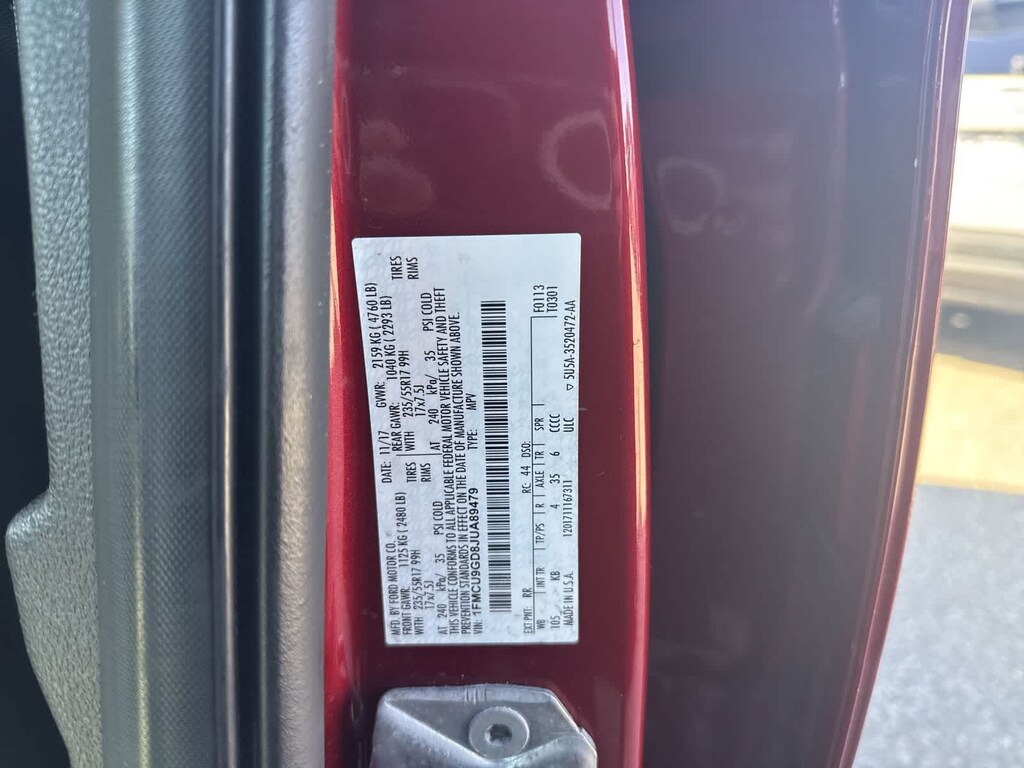 MFD. BY FORD MOTOR CO.
DATE: 11/17 GVWR: 2159 KG ( 4760 LB)
FRONT GAWR: 1125 KG ( 2480 LB) REAR GAWR: 1040 KG ( 2293 LB)
WITH 235/55R17 99H TIRES WITH 235/55R17 99H TIRES
17x7.5J RIMS 17x7.5J RIMS
AT 240 kPa/ 35 PSI COLD AT 240 kPa/ 35 PSI COLD
THIS VEHICLE CONFORMS TO ALL APPLICABLE FEDERAL MOTOR VEHICLE SAFETY AND THEFT
PREVENTION STANDARDS IN EFFECT ON THE DATE OF MANUFACTURE SHOWN ABOVE.
VIN: 1FMCU9GD8JUA89479 TYPE: MPV
EXT PNT: RR RC: 44 DSO: F0113
WB INT TR TP/PS R AXLE TR SPR T0301
105 KB 4 35 6 CCCC
MADE IN U.S.A. 120171116731 1 ULC 5U5A-3520472-AA